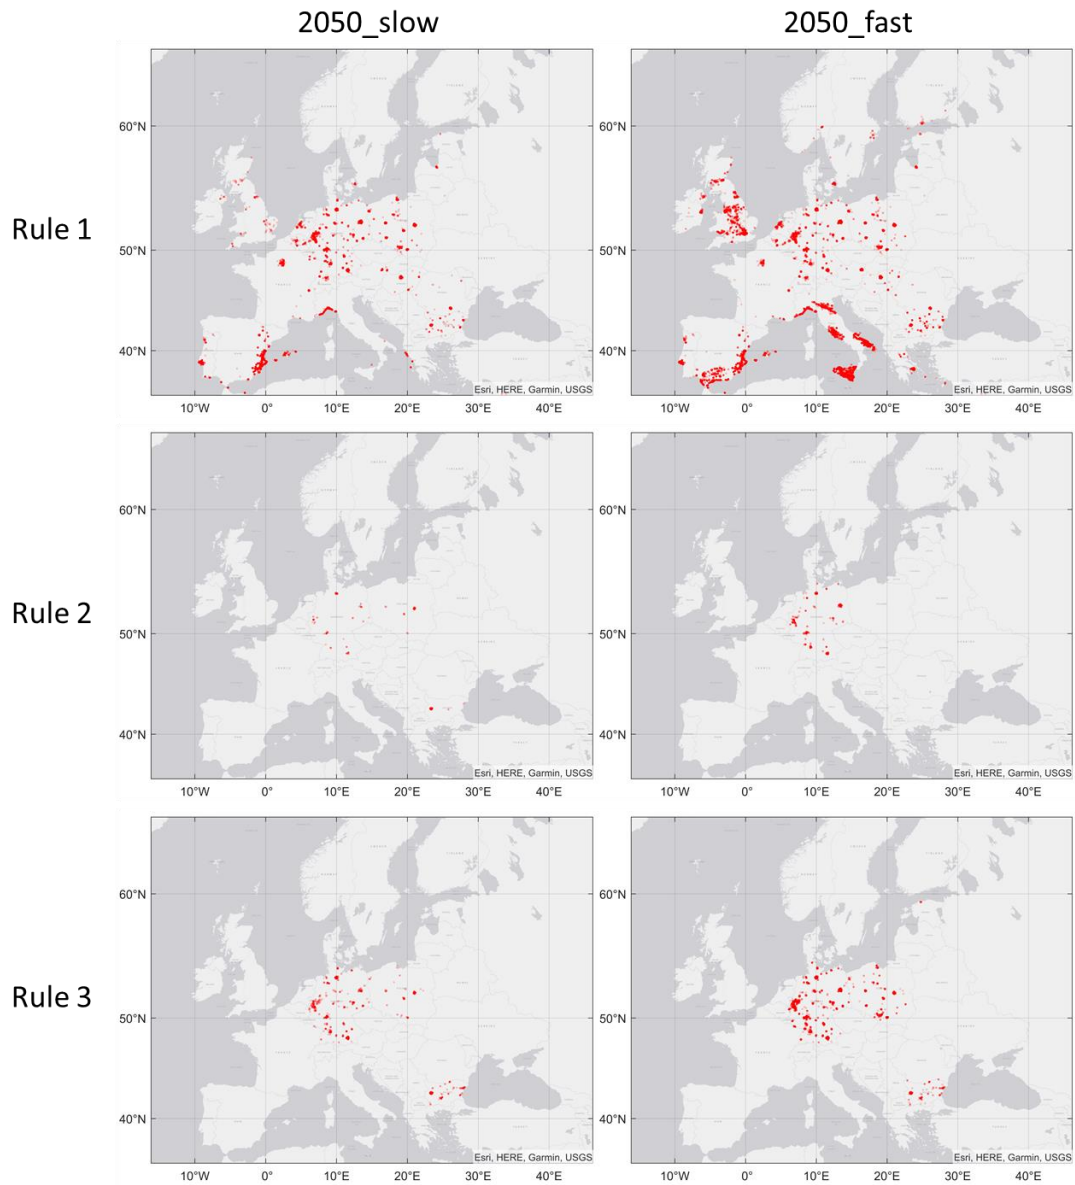 2050_slow 2050_fast
Rule 1
60°N 60°N
50°N 50°N
40°N 40°N
Esri, HERE, Garmin, USGS Esri, HERE, Garmin, USGS
10°W 0° 10°E 20°E 30°E 40°E 10°W 0° 10°E 20°E 30°E 40°E
Rule 2
60°N 60°N
50°N 50°N
40°N 40°N
Esri, HERE, Garmin, USGS Esri, HERE, Garmin, USGS
10°W 0° 10°E 20°E 30°E 40°E 10°W 0° 10°E 20°E 30°E 40°E
Rule 3
60°N 60°N
50°N 50°N
40°N 40°N
Esri, HERE, Garmin, USGS Esri, HERE, Garmin, USGS
10°W 0° 10°E 20°E 30°E 40°E 10°W 0° 10°E 20°E 30°E 40°E